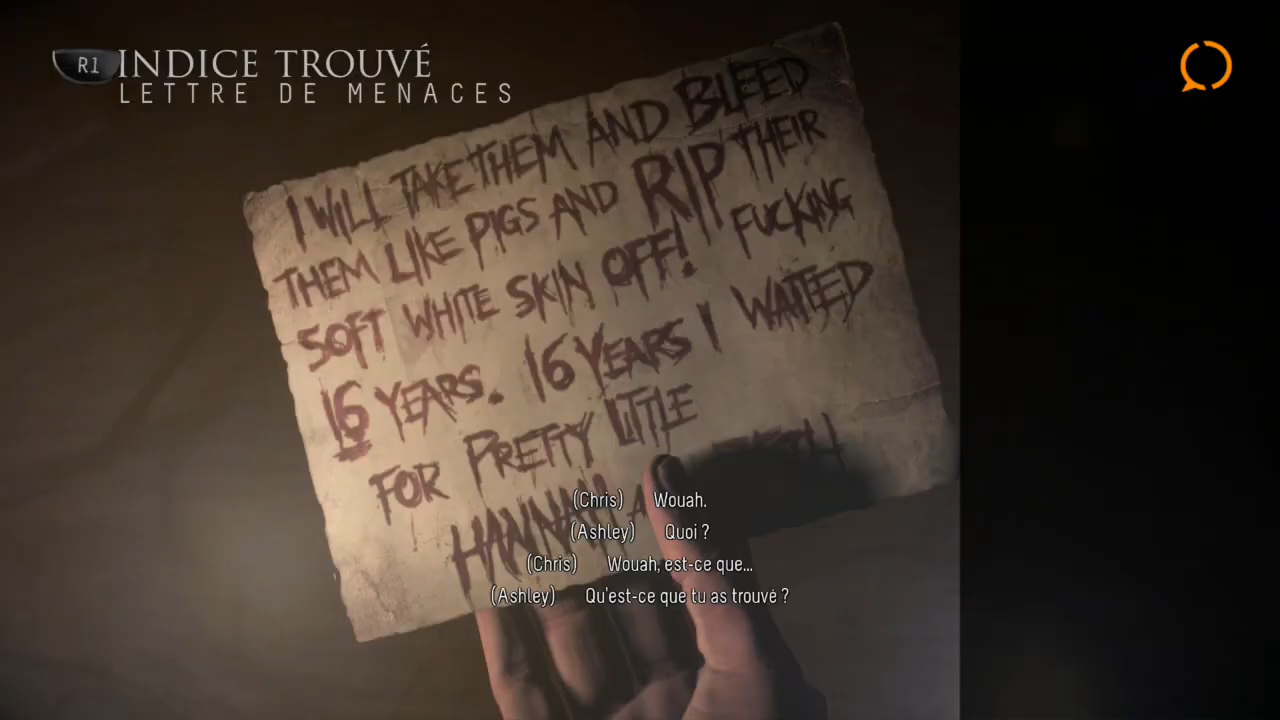 R1 INDICE TROUVÉ
LETTRE DE MENACES
I WILL TAKE THEM AND BLEED
THEM LIKE PIGS AND RIP THEIR
SOFT WHITE SKIN OFF! FUCKING
16 YEARS. 16 YEARS I WAITED
FOR PRETTY LITTLE
HANNAH
(Chris) Wouah.
(Ashley) Quoi ?
(Chris) Wouah, est-ce que...
(Ashley) Qu'est-ce que tu as trouvé ?